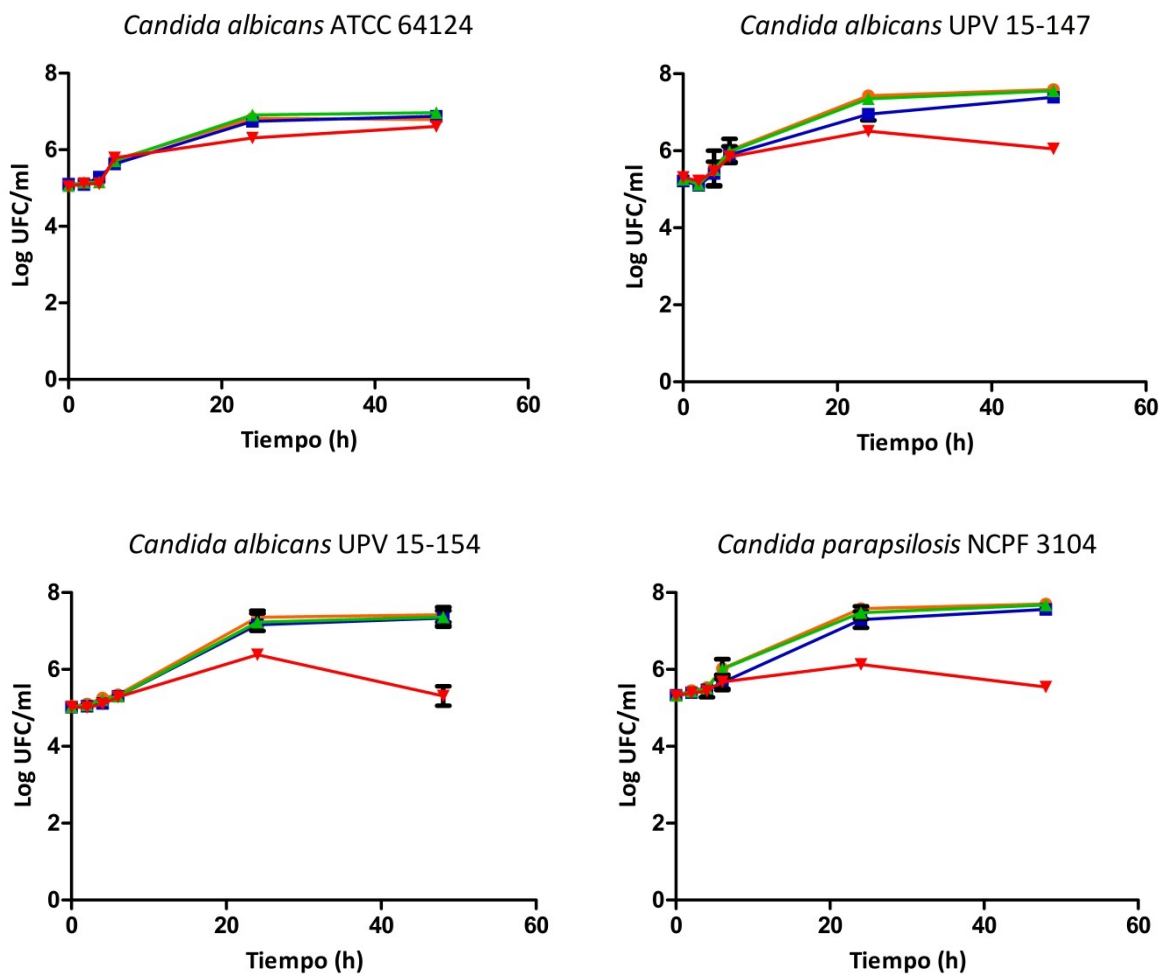 Candida albicans ATCC 64124
8
6
4
2
0
Log UFC/ml
0 20 40 60
Tiempo (h)
Candida albicans UPV 15-147
8
6
4
2
0
Log UFC/ml
0 20 40 60
Tiempo (h)
Candida albicans UPV 15-154
8
6
4
2
0
Log UFC/ml
0 20 40 60
Tiempo (h)
Candida parapsilosis NCPF 3104
8
6
4
2
0
Log UFC/ml
0 20 40 60
Tiempo (h)